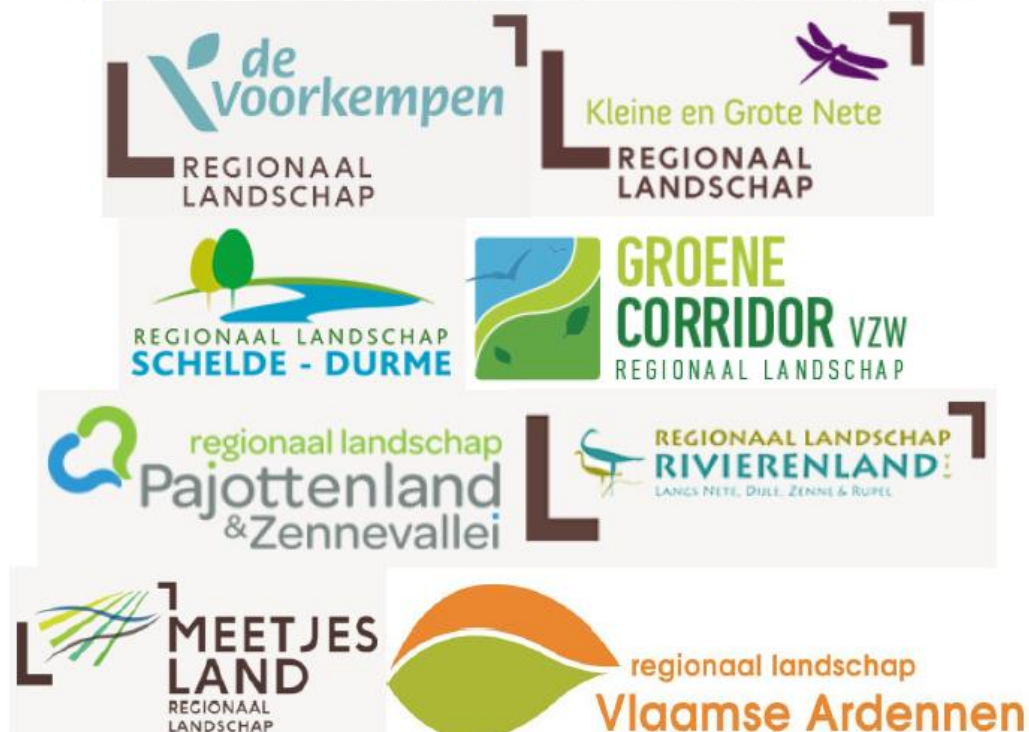 de
Voorkempen
REGIONAAL
LANDSCHAP
Kleine en Grote Nete
REGIONAAL
LANDSCHAP
REGIONAAL LANDSCHAP
SCHELDE - DURME
GROENE
CORRIDOR VZW
REGIONAAL LANDSCHAP
regionaal landschap
Pajottenland
&Zennevallei
REGIONAAL LANDSCHAP
RIVIERENLAND
LANGS NETE, DIJLE, ZENNE & RUPEL
MEETJES
LAND
REGIONAAL
LANDSCHAP
regionaal landschap
Vlaamse Ardennen